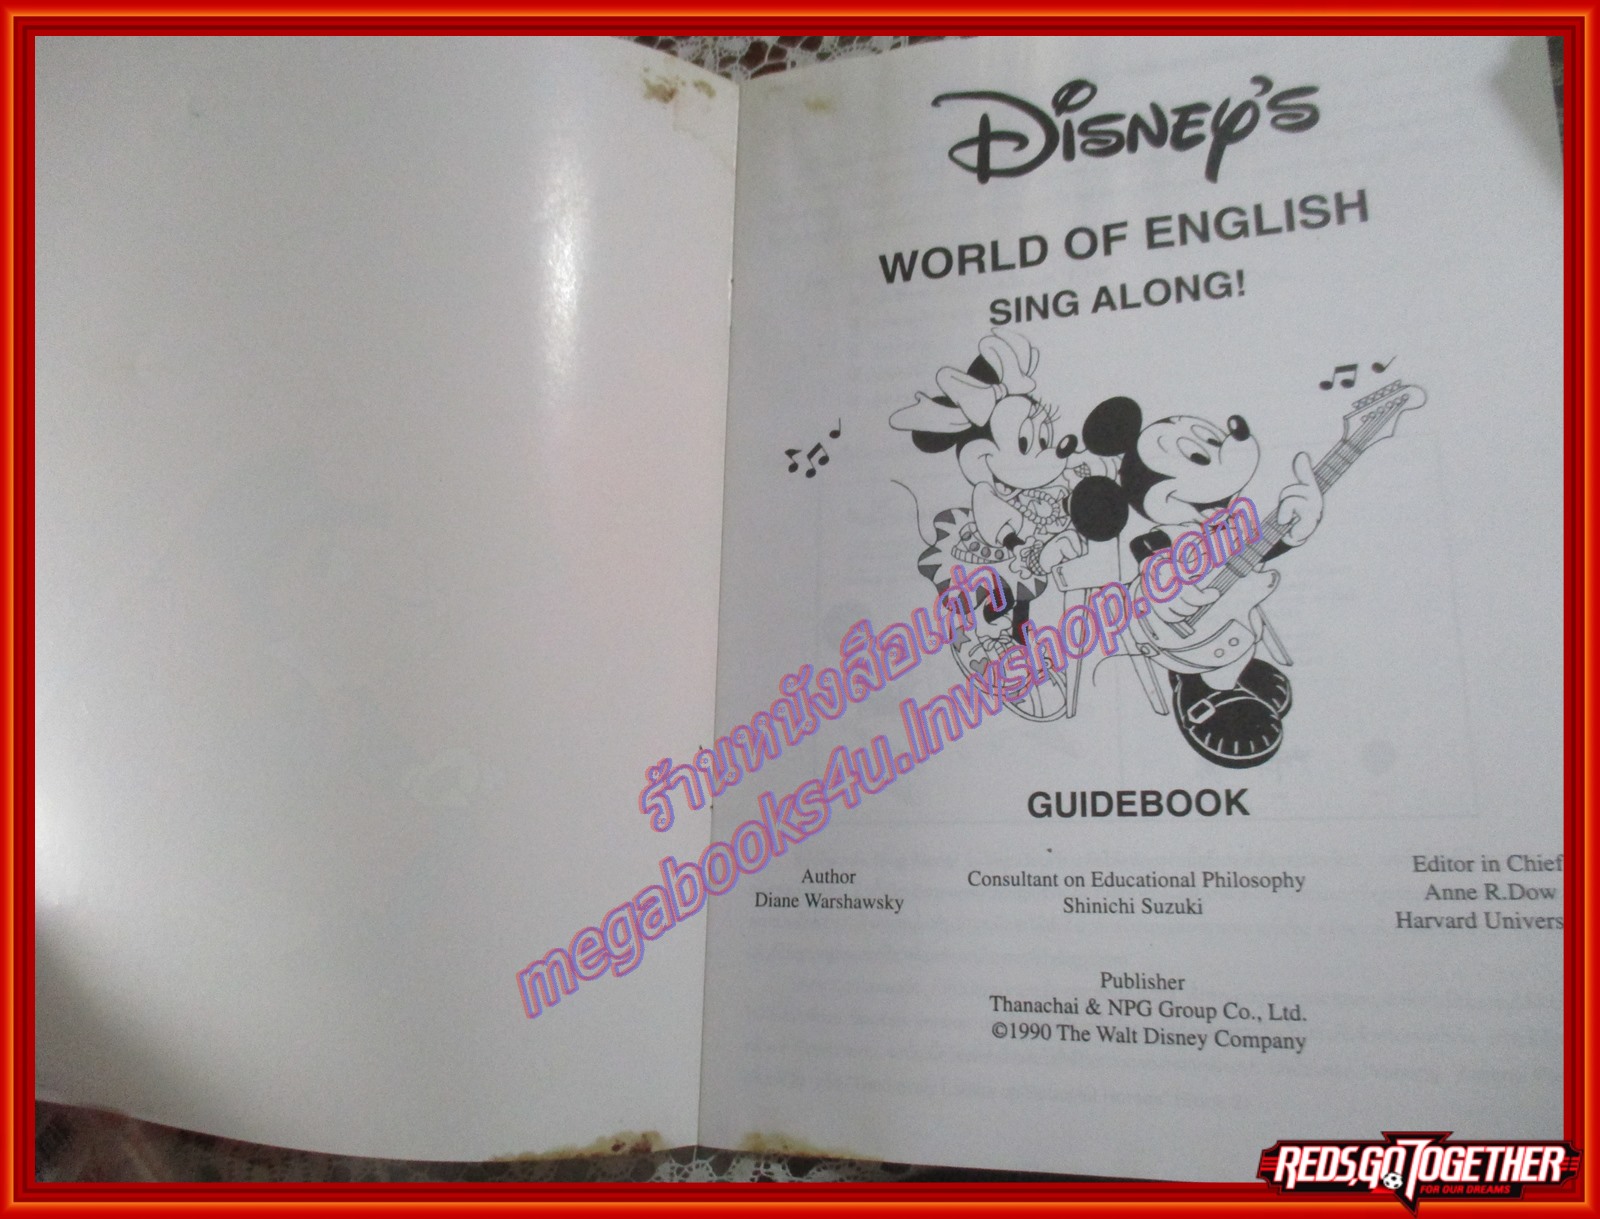 DISNEY'S
WORLD OF ENGLISH
SING ALONG!
ร้านหนังสือเก่า
megabooks4u.lnwshop.com
GUIDEBOOK
Author
Diane Warshawsky
Consultant on Educational Philosophy
Shinichi Suzuki
Editor in Chief
Anne R.Dow
Harvard Univers
Publisher
Thanachai & NPG Group Co., Ltd.
©1990 The Walt Disney Company
REDS,GO TOGETHER
FOR OUR DREAMS